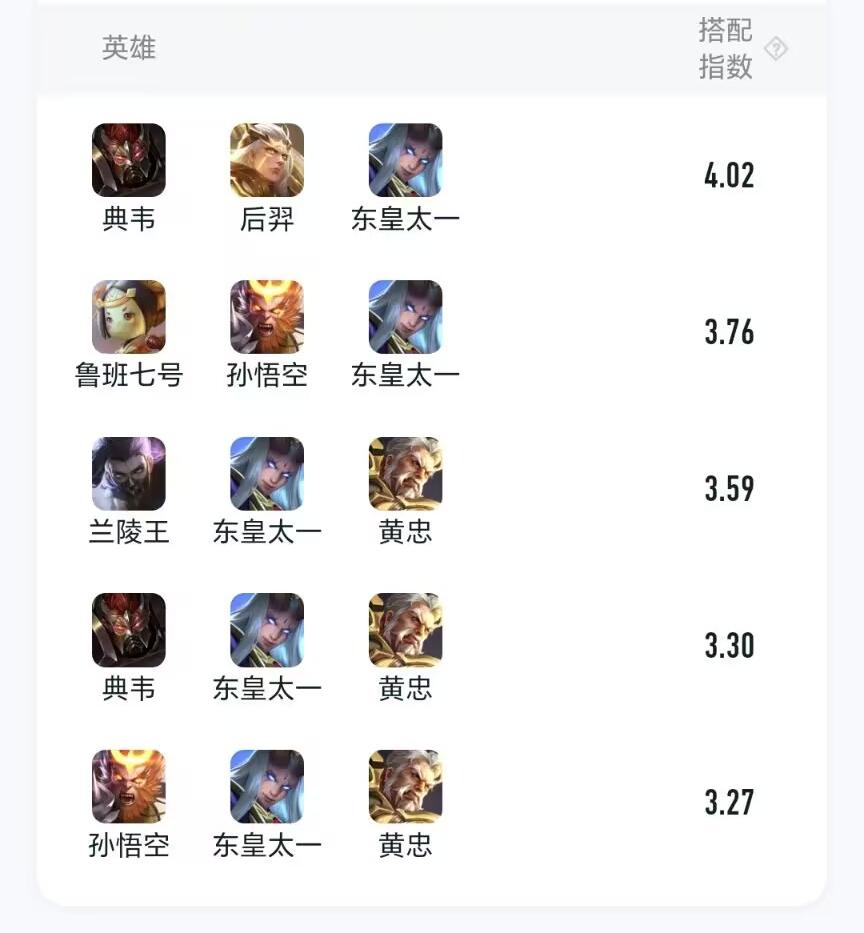 英雄
搭配
指数
?
典韦 后羿 东皇太一 4.02
鲁班七号 孙悟空 东皇太一 3.76
兰陵王 东皇太一 黄忠 3.59
典韦 东皇太一 黄忠 3.30
孙悟空 东皇太一 黄忠 3.27